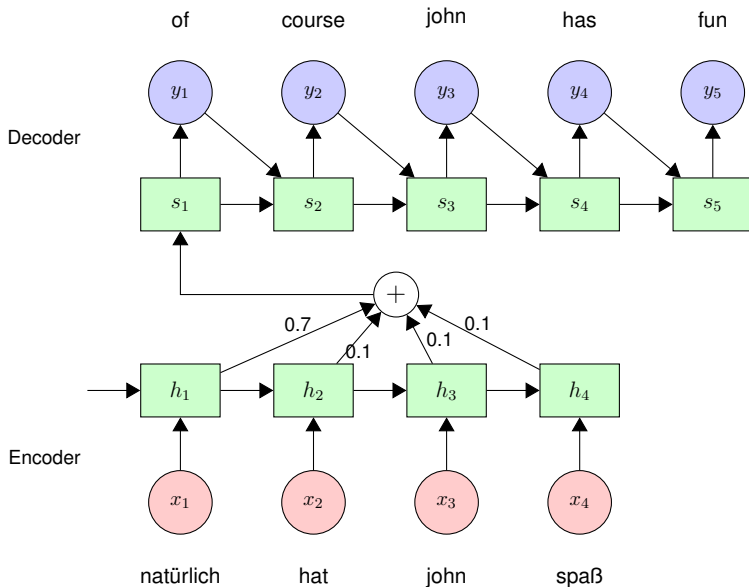 of course john has fun
y₁ y₂ y₃ y₄ y₅
Decoder
s₁ s₂ s₃ s₄ s₅
+
0.7 0.1 0.1 0.1
h₁ h₂ h₃ h₄
Encoder
x₁ x₂ x₃ x₄
natürlich hat john spaß